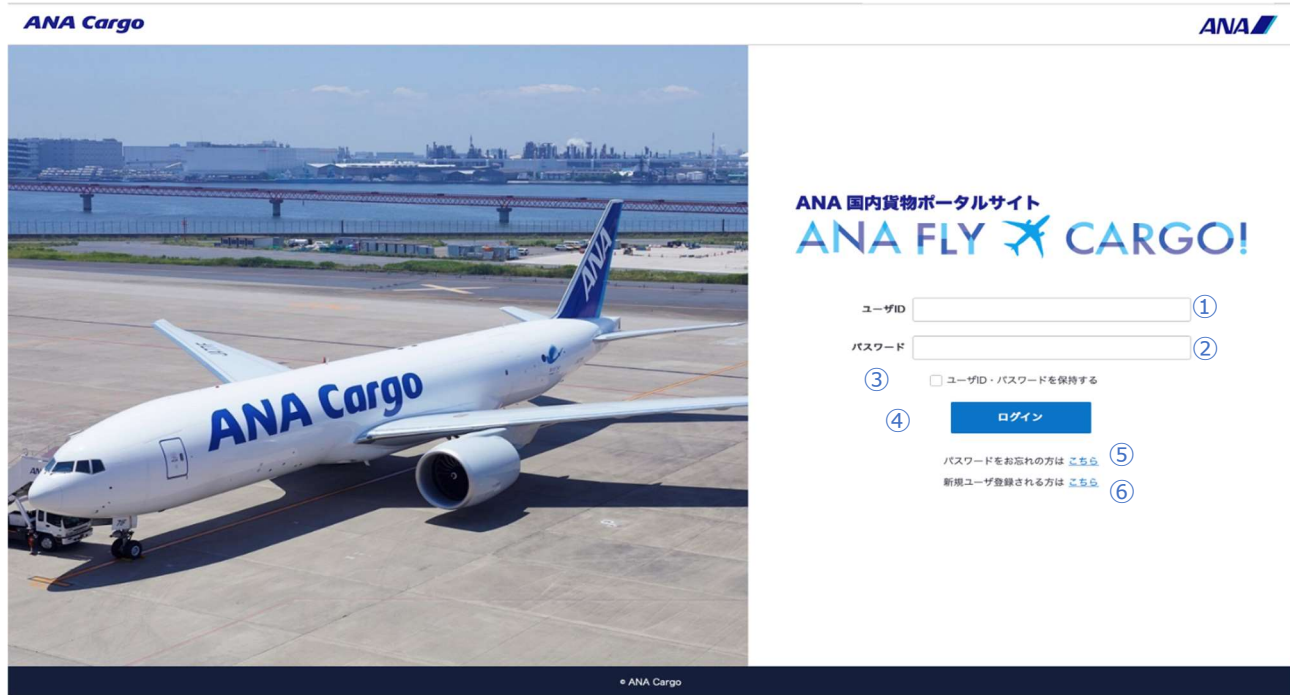 ANA Cargo
ANA
ANA Cargo
ANA
ANA 国内貨物ポータルサイト
ANA FLY CARGO!
ユーザID ①
パスワード ②
③ ユーザID・パスワードを保持する
④ ログイン
パスワードをお忘れの方は こちら ⑤
新規ユーザ登録される方は こちら ⑥
© ANA Cargo